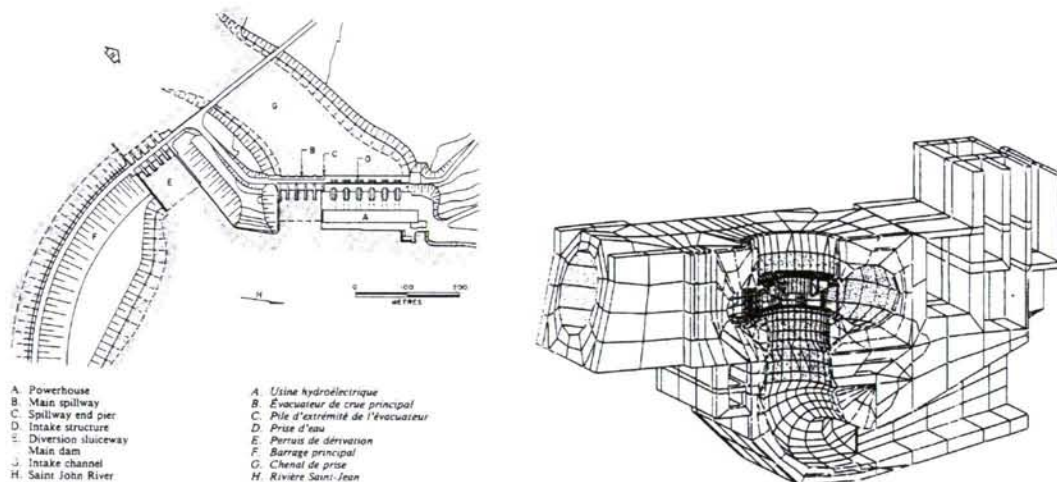 G
B
C
D
E
A
F
H
0
METRES
A. Powerhouse
B. Main spillway
C. Spillway end pier
D. Intake structure
E. Diversion sluiceway
Main dam
G. Intake channel
H. Saint John River
A. Usine hydroélectrique
B. Évacuateur de crue principal
C. Pile d'extrémité de l'évacuateur
D. Prise d'eau
E. Pertuis de dérivation
F. Barrage principal
G. Chenal de prise
H. Rivière Saint-Jean